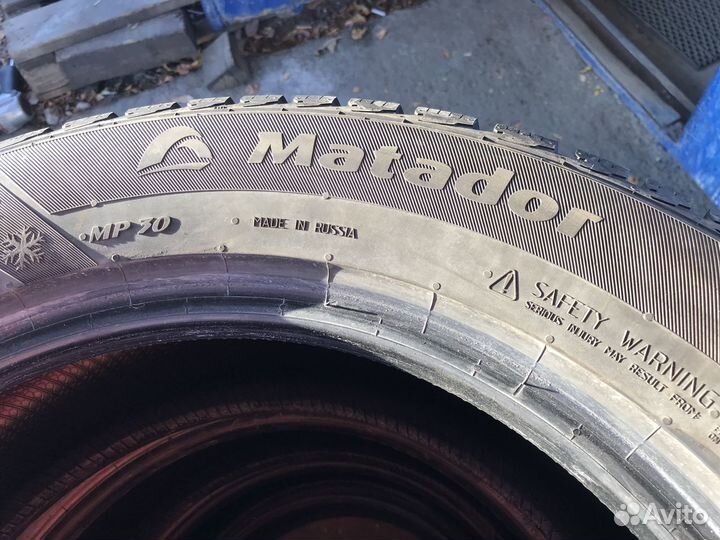 Matador
MP 30
MADE IN RUSSIA
SAFETY WARNING
SERIOUS INJURY MAY RESULT FROM:
Avito